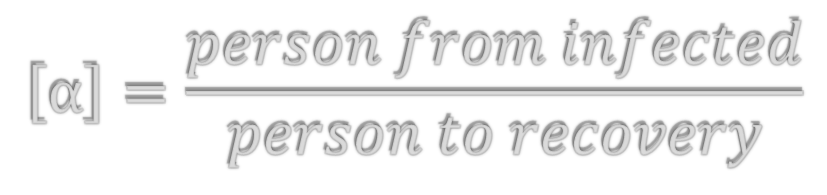 [α] = person from infected
person to recovery